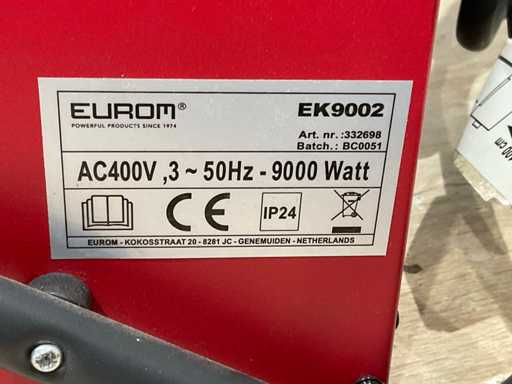 EUROM®
POWERFUL PRODUCTS SINCE 1974
EK9002
Art. nr.:332698
Batch.: BC0051
AC400V ,3 ~ 50Hz - 9000 Watt
CE
IP24
EUROM - KOKOSSTRAAT 20 - 8281 JC - GENEMUIDEN - NETHERLANDS